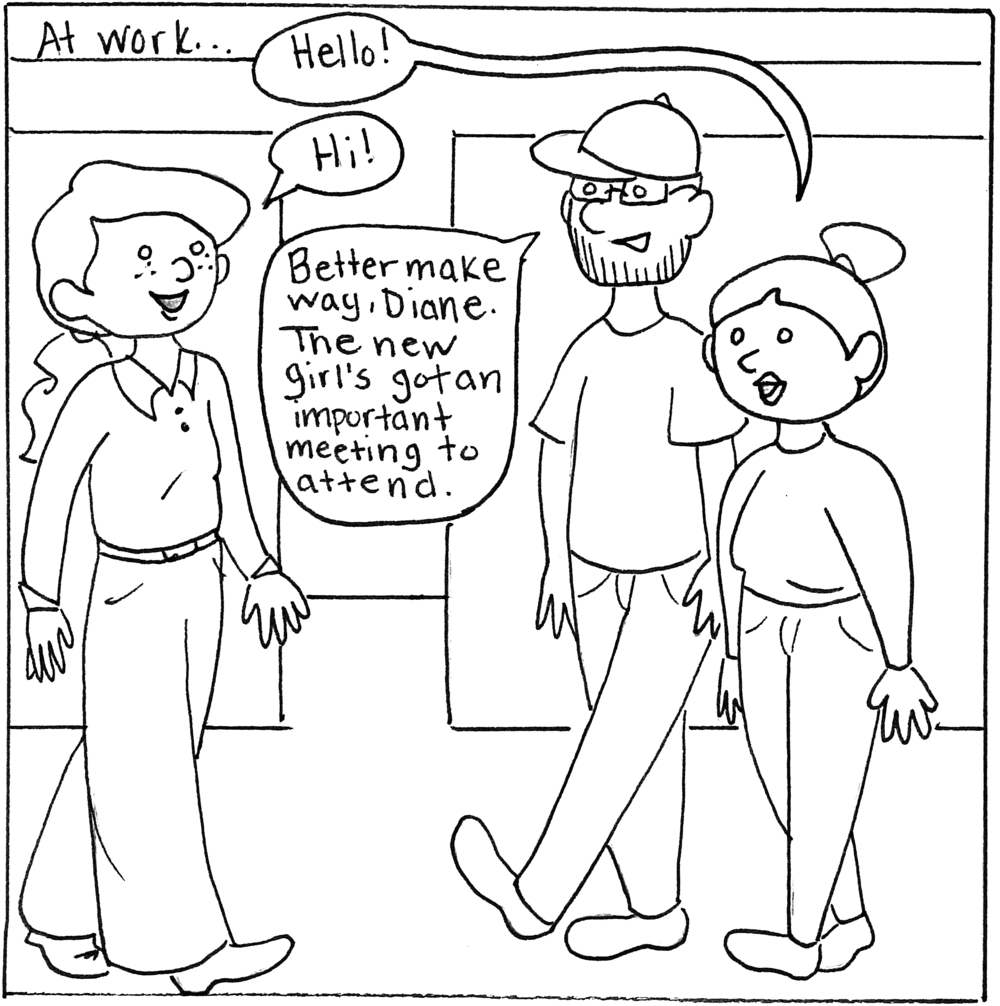 At work...
Hello!
Hi!
Better make
way, Diane.
The new
girl's got an
important
meeting to
attend.